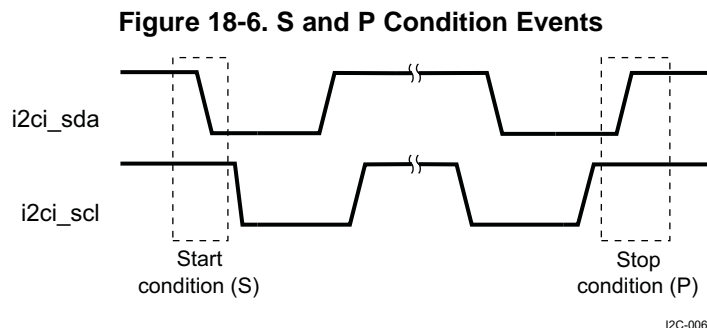 Figure 18-6. S and P Condition Events
i2ci_sda
i2ci_scl
Start
condition (S)
Stop
condition (P)
I2C-006